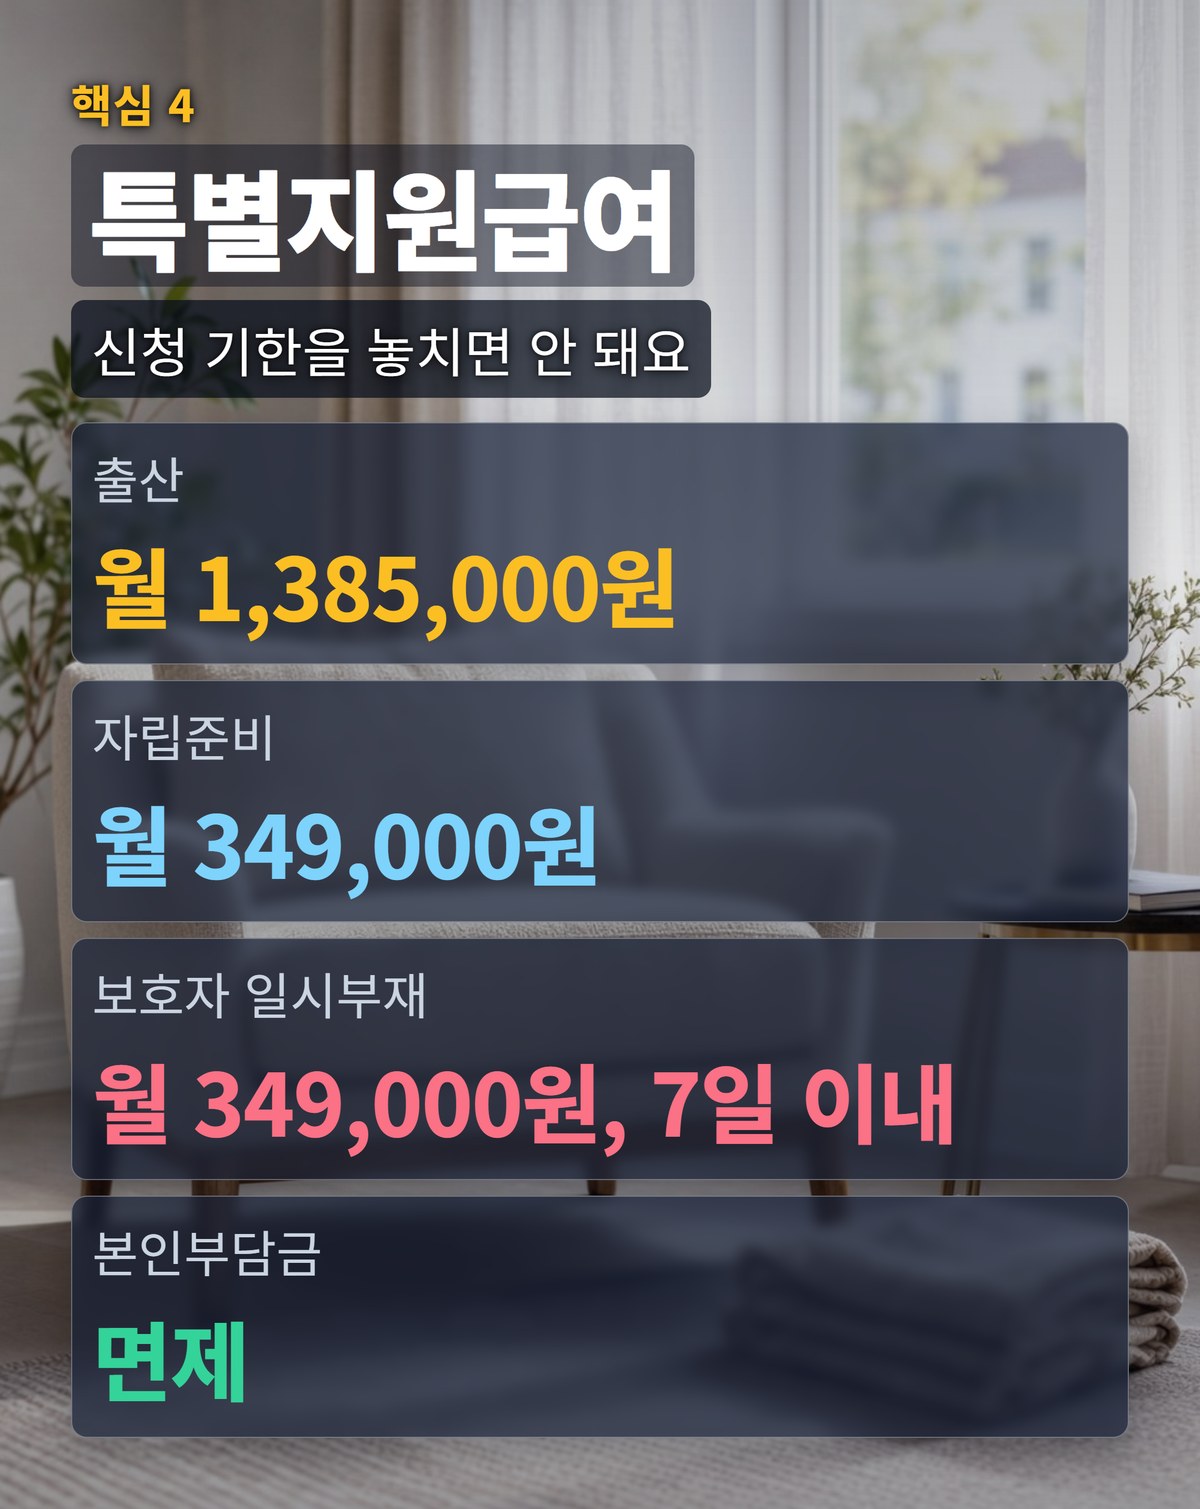 핵심 4
특별지원급여
신청 기한을 놓치면 안 돼요
출산
월 1,385,000원
자립준비
월 349,000원
보호자 일시부재
월 349,000원, 7일 이내
본인부담금
면제